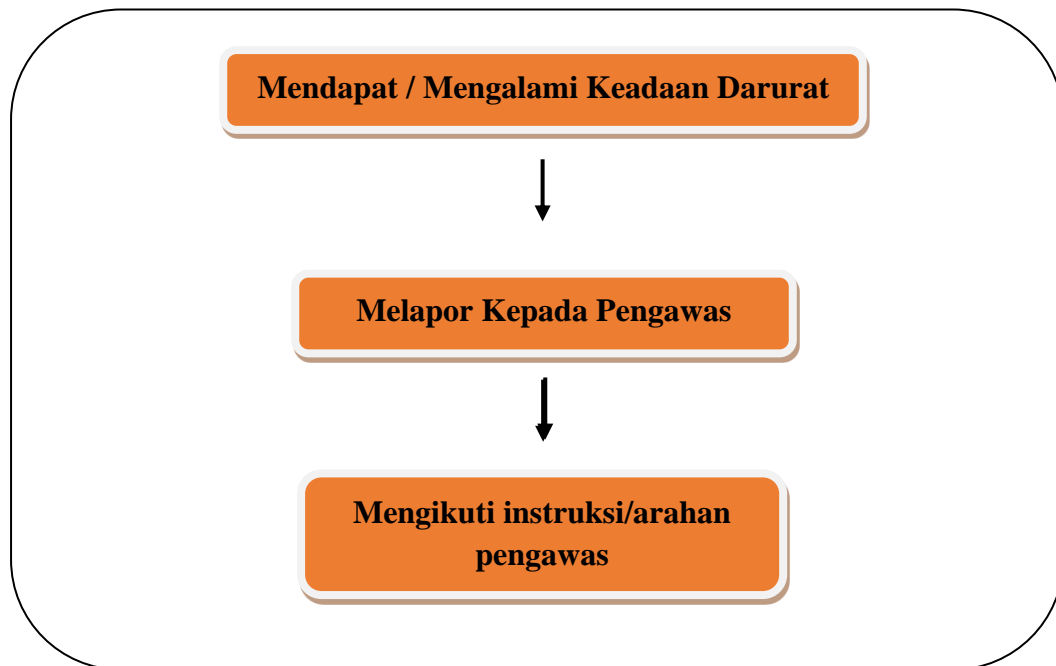 Mendapat / Mengalami Keadaan Darurat
Melapor Kepada Pengawas
Mengikuti instruksi/arahan
pengawas